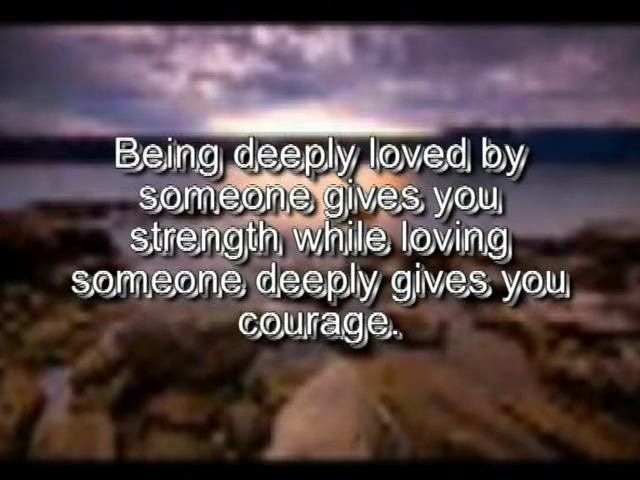 Being deeply loved by
someone gives you
strength while loving
someone deeply gives you
courage.